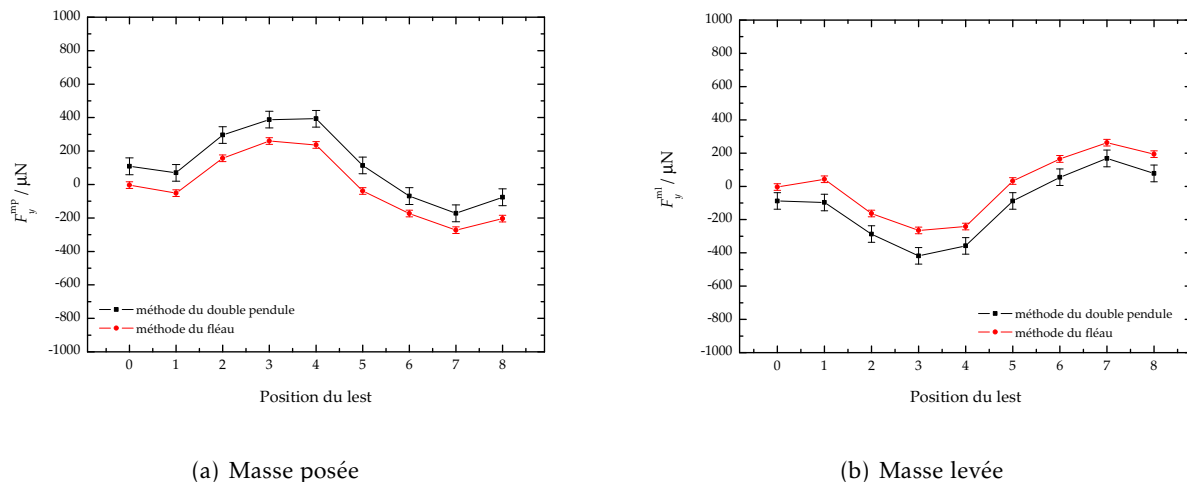 1000
800
600
400
200
0
-200
-400
-600
-800
-1000
F_y^mp / µN
méthode du double pendule
méthode du fléau
0 1 2 3 4 5 6 7 8
Position du lest
(a) Masse posée
1000
800
600
400
200
0
-200
-400
-600
-800
-1000
F_y^ml / µN
méthode du double pendule
méthode du fléau
0 1 2 3 4 5 6 7 8
Position du lest
(b) Masse levée